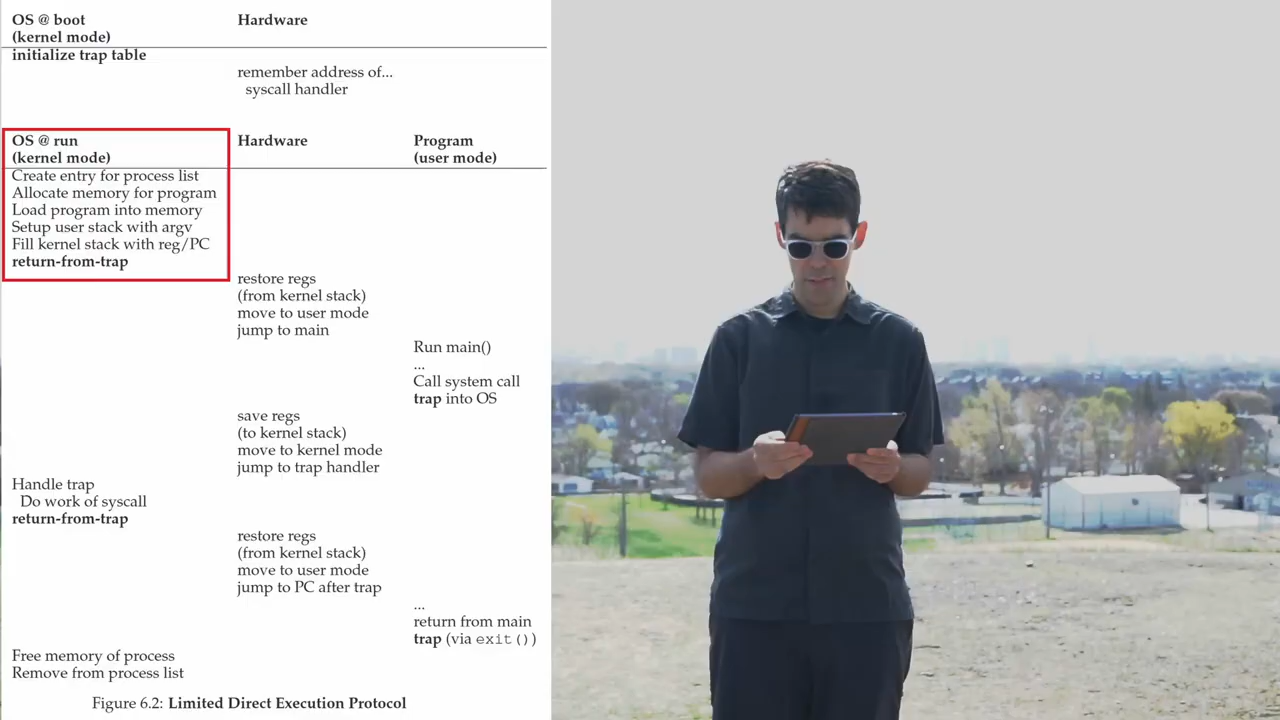 OS @ boot Hardware
(kernel mode)
initialize trap table
remember address of...
syscall handler
OS @ run Hardware Program
(kernel mode) (user mode)
Create entry for process list
Allocate memory for program
Load program into memory
Setup user stack with argv
Fill kernel stack with reg/PC
return-from-trap
restore regs
(from kernel stack)
move to user mode
jump to main
Run main()
...
Call system call
trap into OS
save regs
(to kernel stack)
move to kernel mode
jump to trap handler
Handle trap
Do work of syscall
return-from-trap
restore regs
(from kernel stack)
move to user mode
jump to PC after trap
...
return from main
trap (via exit())
Free memory of process
Remove from process list
Figure 6.2: Limited Direct Execution Protocol